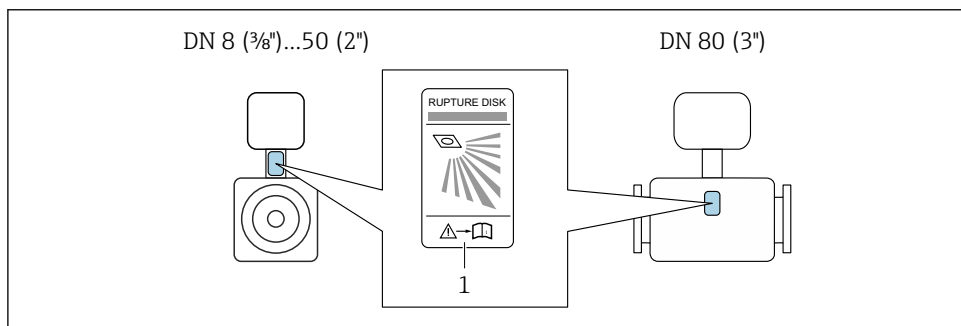 DN 8 (⅜")...50 (2")
DN 80 (3")
RUPTURE DISK
i
1